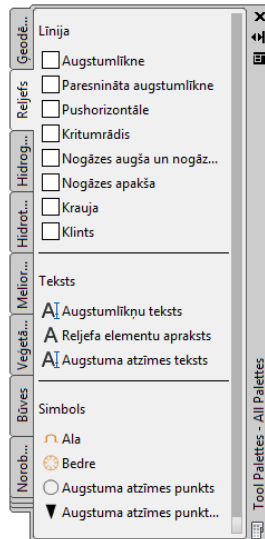 Ģeodē...
Reljefs
Hidrog...
Hidrot...
Melior...
Veģetā...
Būves
Norob...
Līnija
Augstumlīkne
Paresnināta augstumlīkne
Pushorizontāle
Kritumrādis
Nogāzes augša un nogāz...
Nogāzes apakša
Krauja
Klints
Teksts
Augstumlīkņu teksts
Reljefa elementu apraksts
Augstuma atzīmes teksts
Simbols
Ala
Bedre
Augstuma atzīmes punkts
Augstuma atzīmes punkt...
Tool Palettes - All Palettes